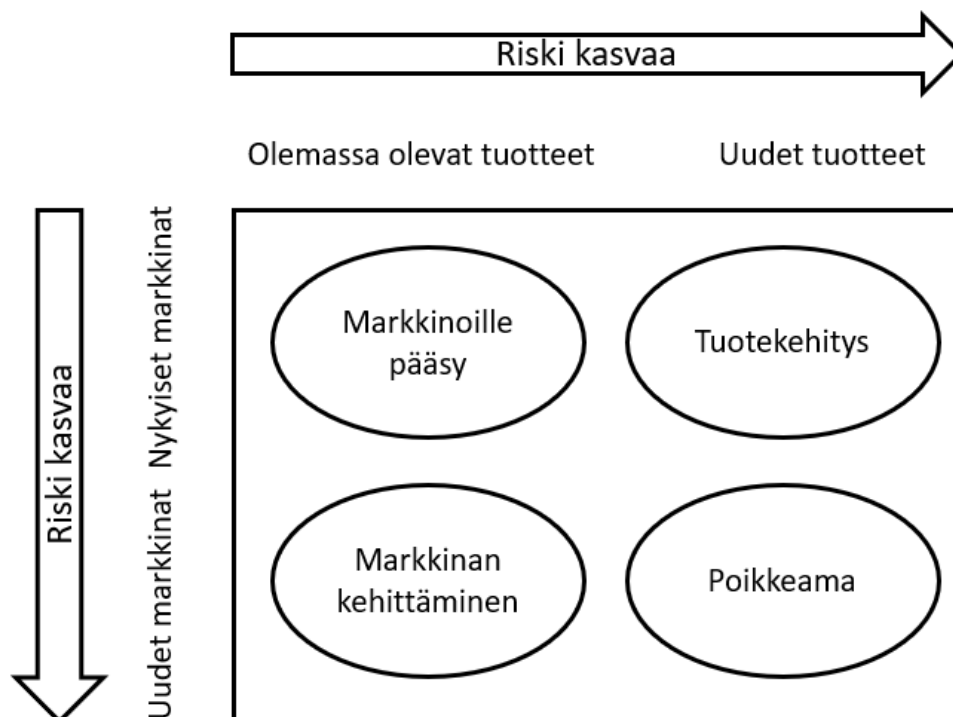 Riski kasvaa
Olemassa olevat tuotteet
Uudet tuotteet
Riski kasvaa
Nykyiset markkinat
Uudet markkinat
Markkinoille
pääsy
Tuotekehitys
Markkinan
kehittäminen
Poikkeama